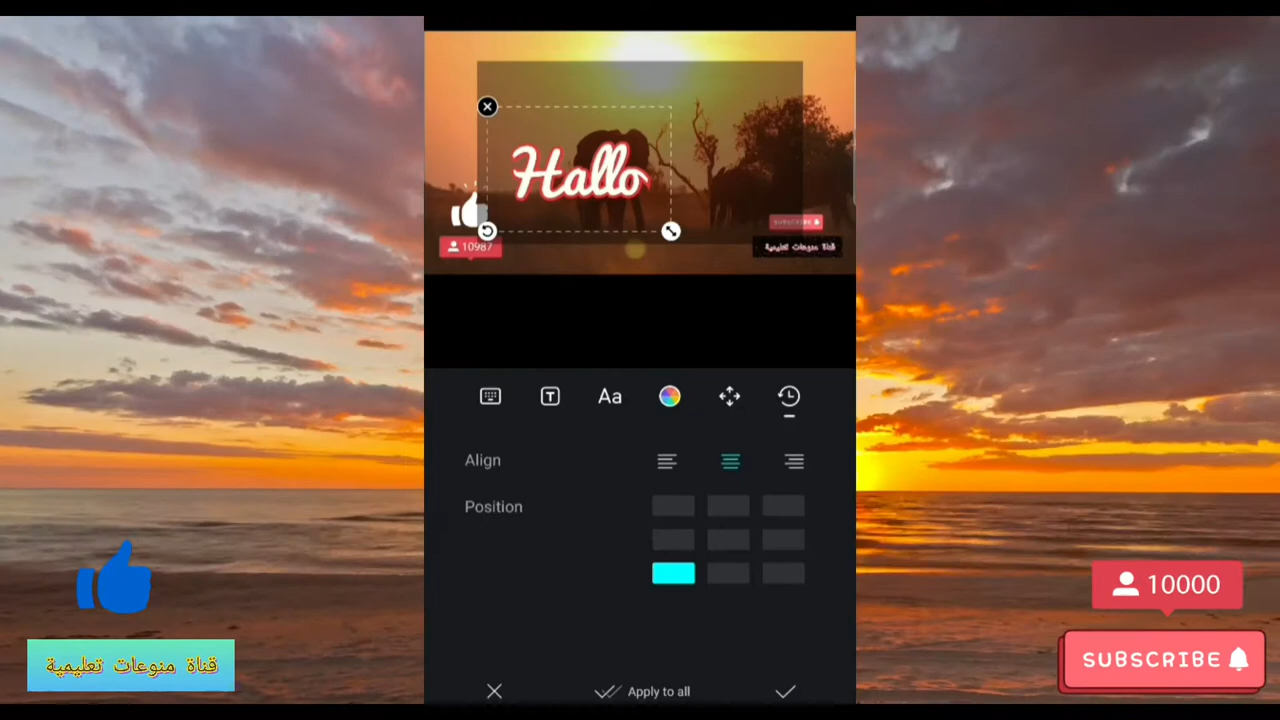 Hallo
SUBSCRIBE
10987
قناة منوعات تعليمية
Aa
Align
Position
10000
قناة منوعات تعليمية
SUBSCRIBE
Apply to all